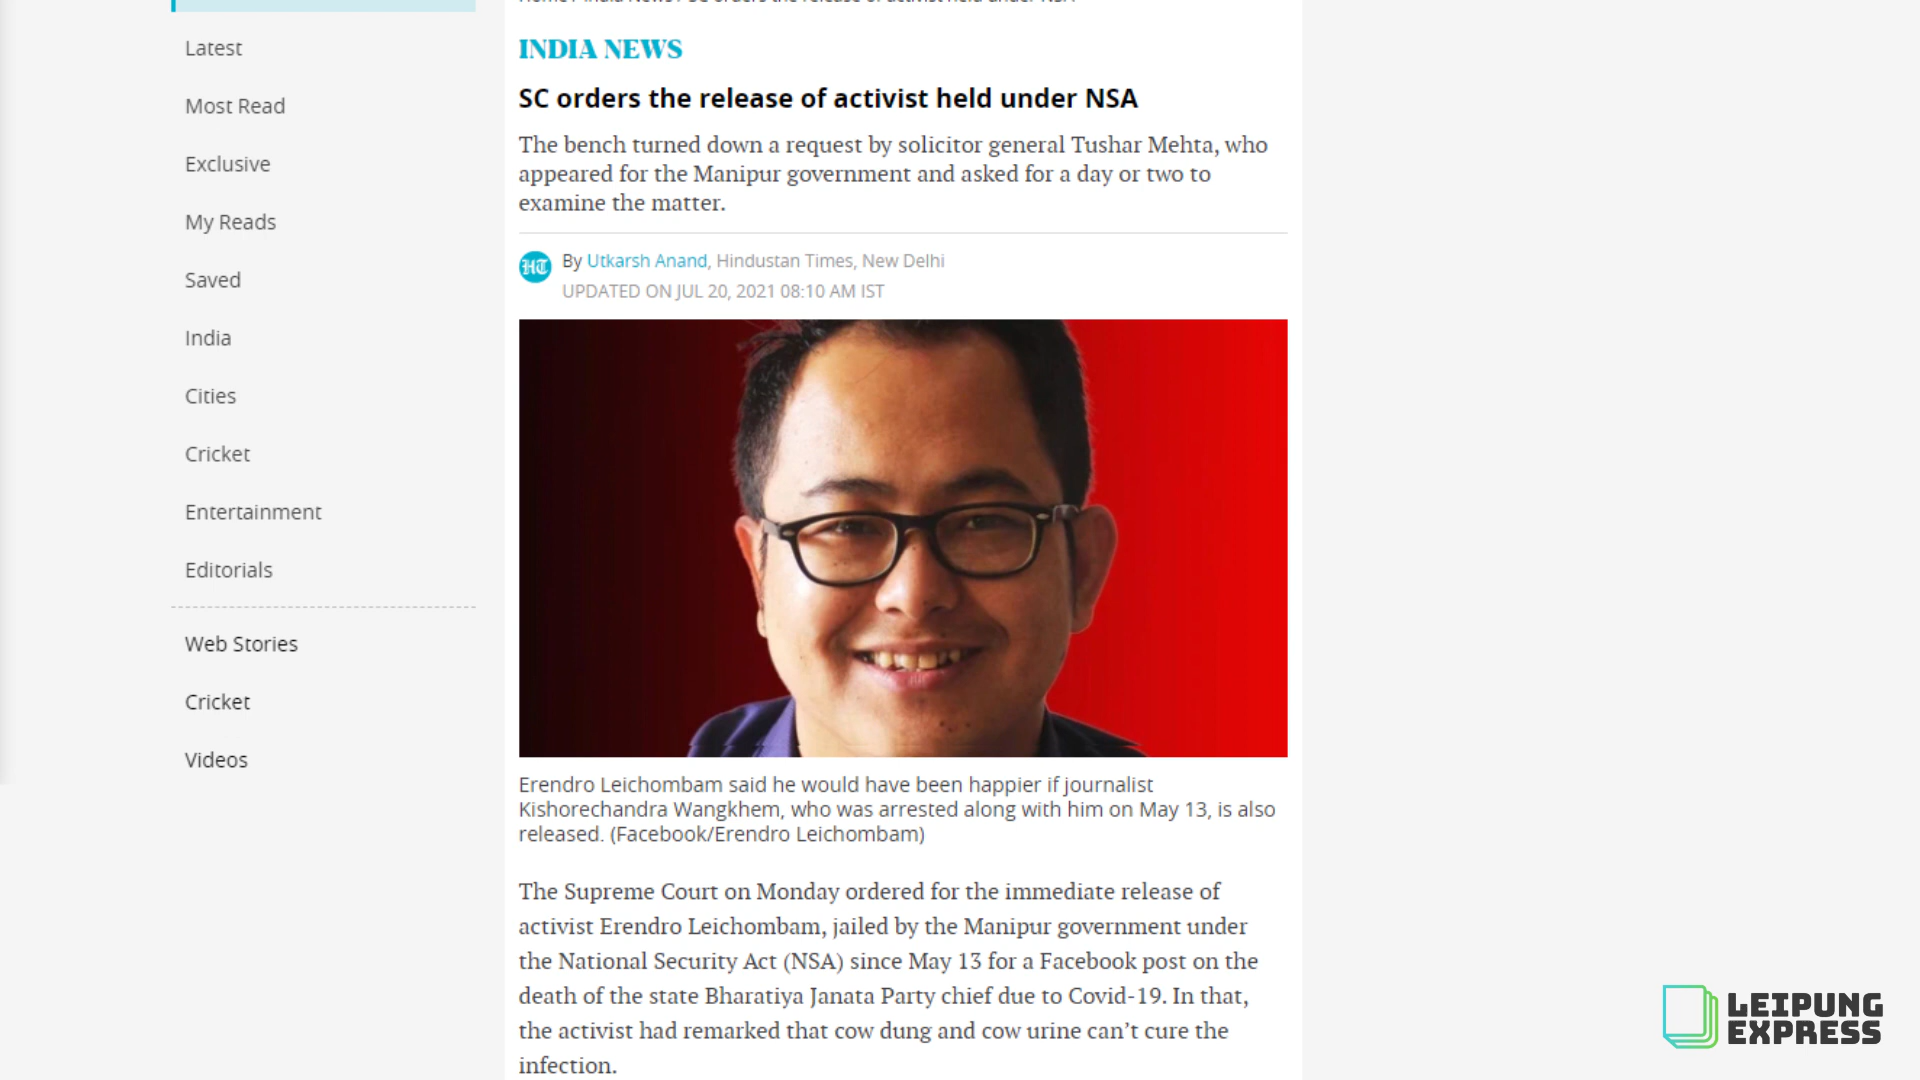 Latest
Most Read
Exclusive
My Reads
Saved
India
Cities
Cricket
Entertainment
Editorials
Web Stories
Cricket
Videos
INDIA NEWS
SC orders the release of activist held under NSA
The bench turned down a request by solicitor general Tushar Mehta, who
appeared for the Manipur government and asked for a day or two to
examine the matter.
HT
By Utkarsh Anand, Hindustan Times, New Delhi
UPDATED ON JUL 20, 2021 08:10 AM IST
Erendro Leichombam said he would have been happier if journalist
Kishorechandra Wangkhem, who was arrested along with him on May 13, is also
released. (Facebook/Erendro Leichombam)
The Supreme Court on Monday ordered for the immediate release of
activist Erendro Leichombam, jailed by the Manipur government under
the National Security Act (NSA) since May 13 for a Facebook post on the
death of the state Bharatiya Janata Party chief due to Covid-19. In that,
the activist had remarked that cow dung and cow urine can’t cure the
infection.
LEIPUNG
EXPRESS